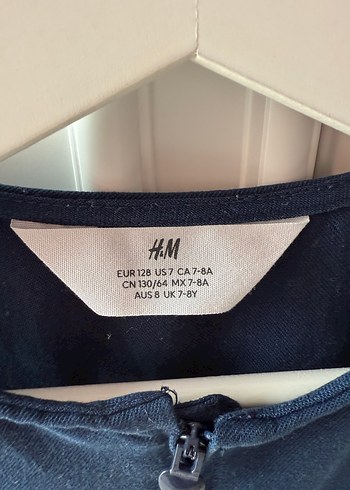 H&M
EUR 128 US 7 CA 7-8A
CN 130/64 MX 7-8A
AUS 8 UK 7-8Y